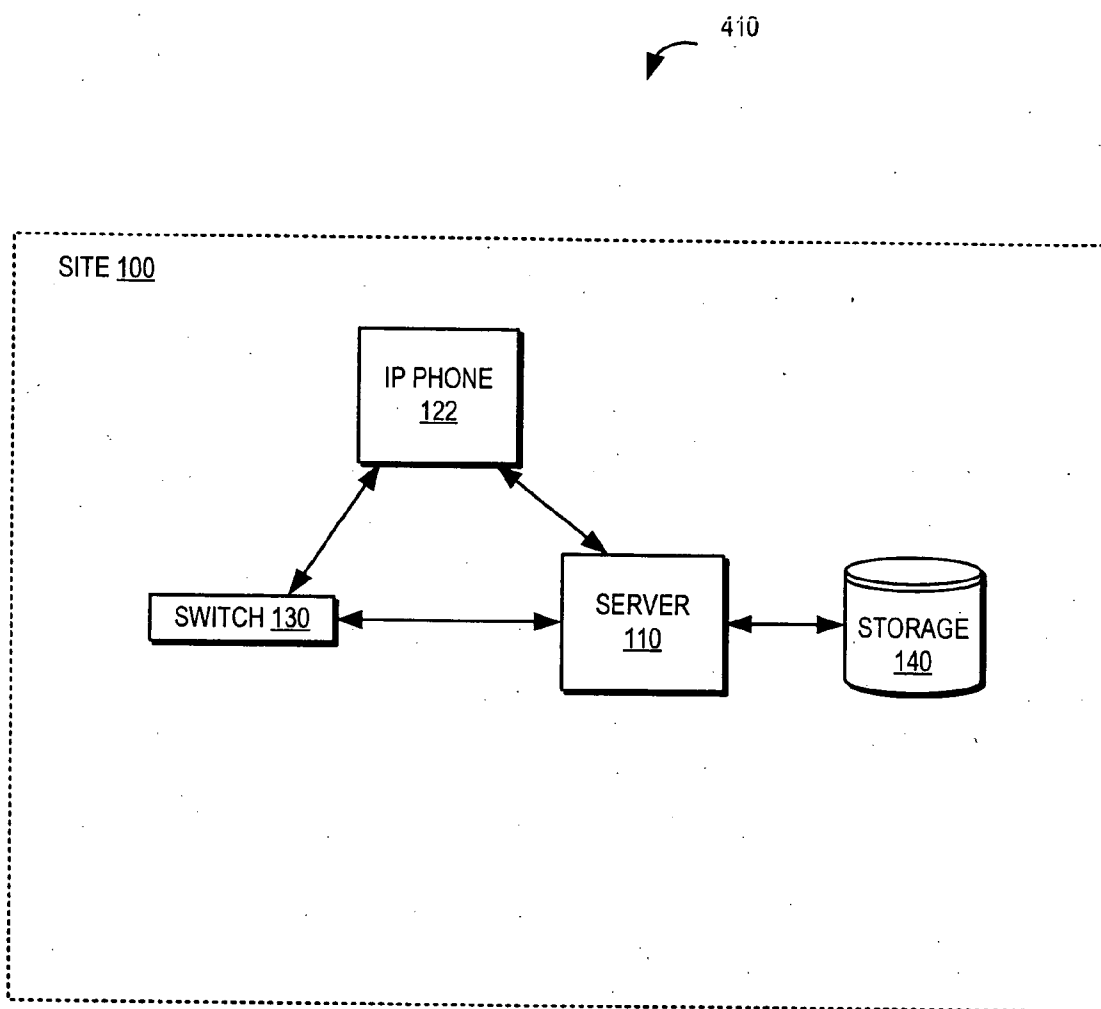 410
SITE 100
IP PHONE
122
SWITCH 130
SERVER
110
STORAGE
140